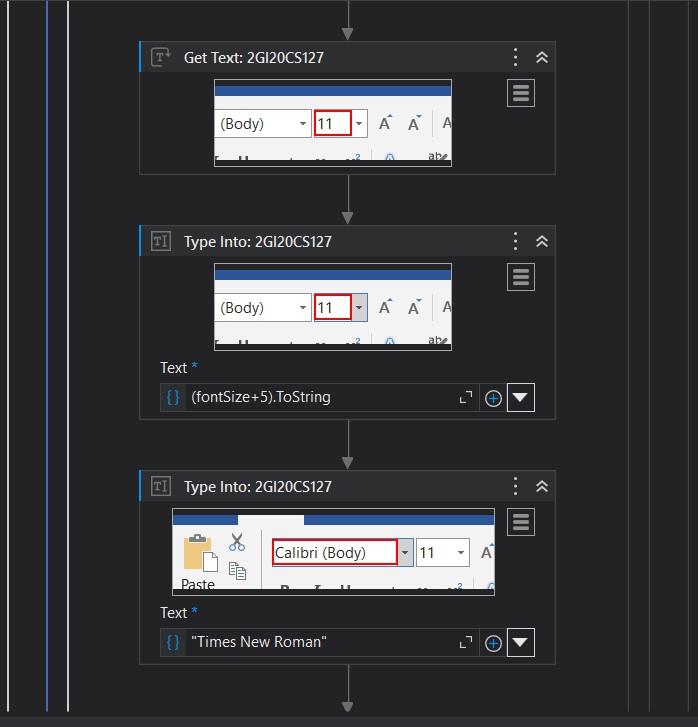 Get Text: 2GI20CS127
(Body) 11 A A A
Type Into: 2GI20CS127
(Body) 11 A A A
Text *
(fontSize+5).ToString
Type Into: 2GI20CS127
Calibri (Body) 11 A
Paste
Text *
"Times New Roman"